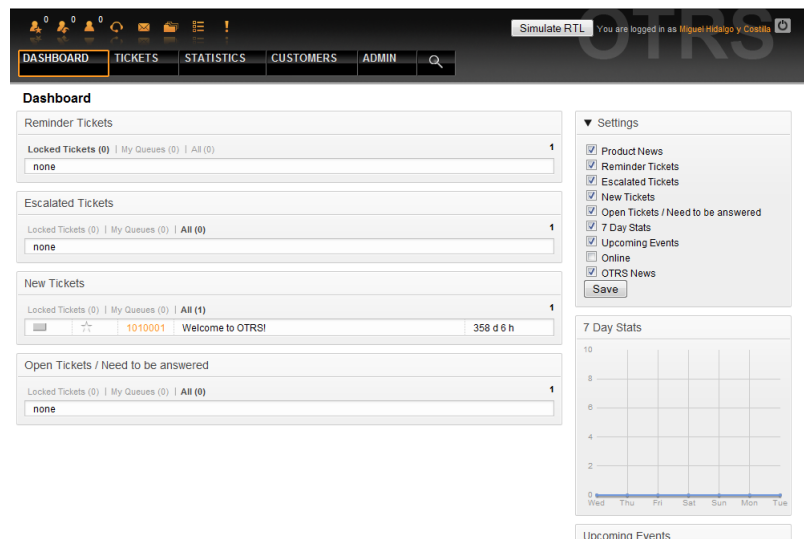 0 0 0
OTRS
Simulate RTL You are logged in as Miguel Hidalgo y Costilla
DASHBOARD TICKETS STATISTICS CUSTOMERS ADMIN
Dashboard
Reminder Tickets
Locked Tickets (0) | My Queues (0) | All (0) 1
none
Escalated Tickets
Locked Tickets (0) | My Queues (0) | All (0) 1
none
New Tickets
Locked Tickets (0) | My Queues (0) | All (1) 1
1010001 Welcome to OTRS! 358 d 6 h
Open Tickets / Need to be answered
Locked Tickets (0) | My Queues (0) | All (0) 1
none
Settings
Product News
Reminder Tickets
Escalated Tickets
New Tickets
Open Tickets / Need to be answered
7 Day Stats
Upcoming Events
Online
OTRS News
Save
7 Day Stats
10
8
6
4
2
0
Wed Thu Fri Sat Sun Mon Tue
Upcoming Events